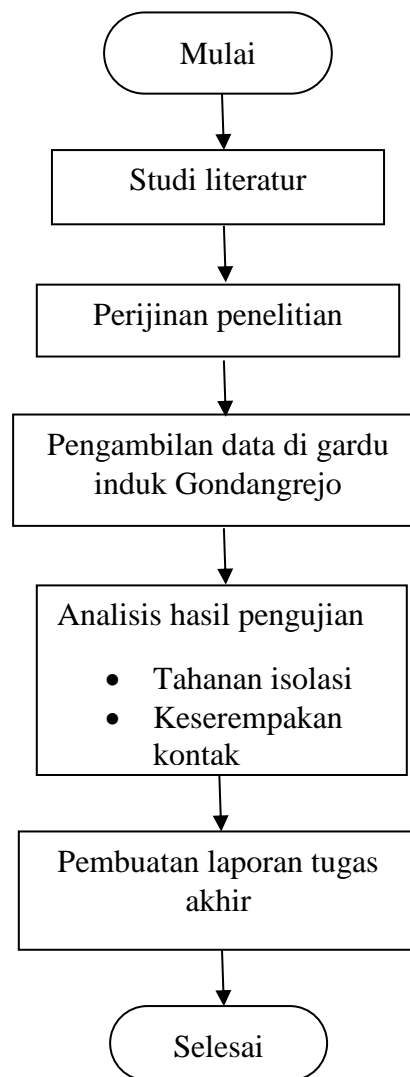 Mulai
Studi literatur
Perijinan penelitian
Pengambilan data di gardu
induk Gondangrejo
Analisis hasil pengujian
• Tahanan isolasi
• Keserempakan
kontak
Pembuatan laporan tugas
akhir
Selesai